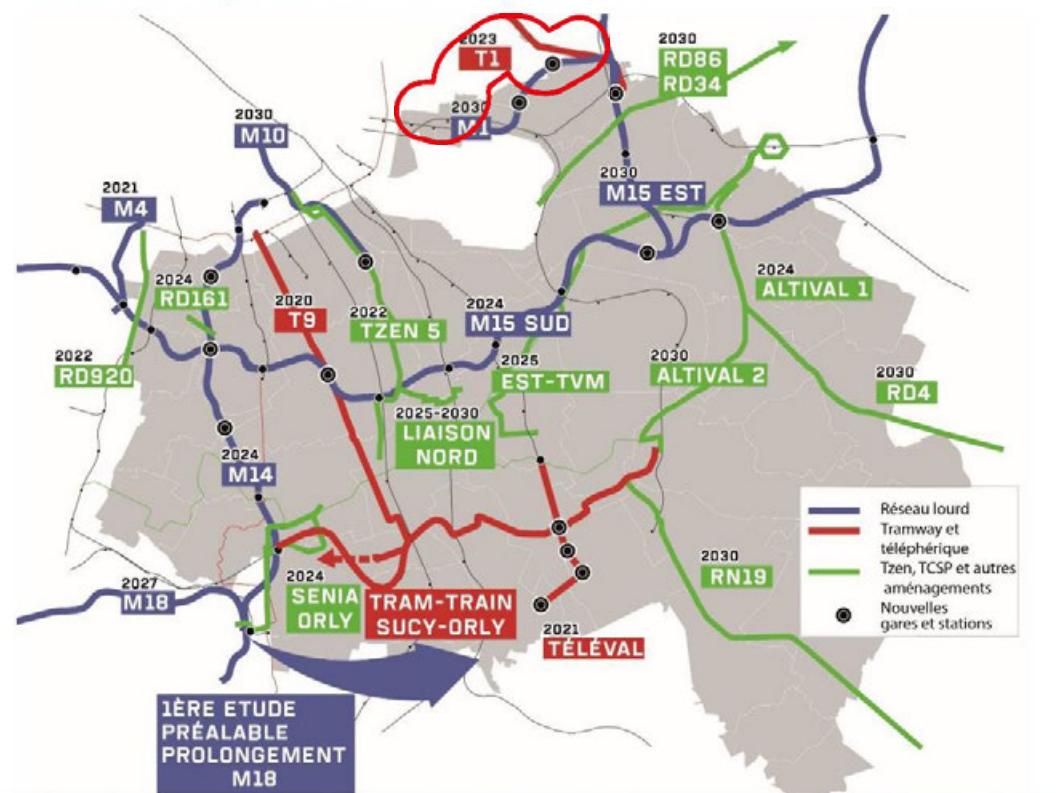 2023
T1
2030
M1
2030
RD86
RD34
2030
M10
2030
M15 EST
2021
M4
2024
RD161
2020
T9
2022
TZEN 5
2024
M15 SUD
2024
ALTIVAL 1
2022
RD920
2025
EST-TVM
2030
ALTIVAL 2
2030
RD4
2025-2030
LIAISON
NORD
2024
M14
2027
M18
2024
SENIA
ORLY
TRAM-TRAIN
SUCY-ORLY
2021
TÉLÉVAL
2030
RN19
1ÈRE ETUDE
PRÉALABLE
PROLONGEMENT
M18
Réseau lourd
Tramway et
téléphérique
Tzen, TCSP et autres
aménagements
Nouvelles
gares et stations